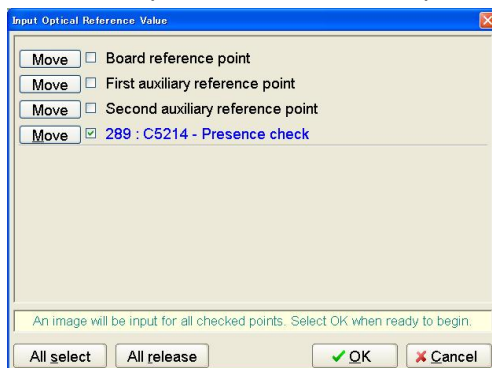 Input Optical Reference Value
Move Board reference point
Move First auxiliary reference point
Move Second auxiliary reference point
Move 289 : C5214 - Presence check
An image will be input for all checked points. Select OK when ready to begin.
All select All release OK Cancel